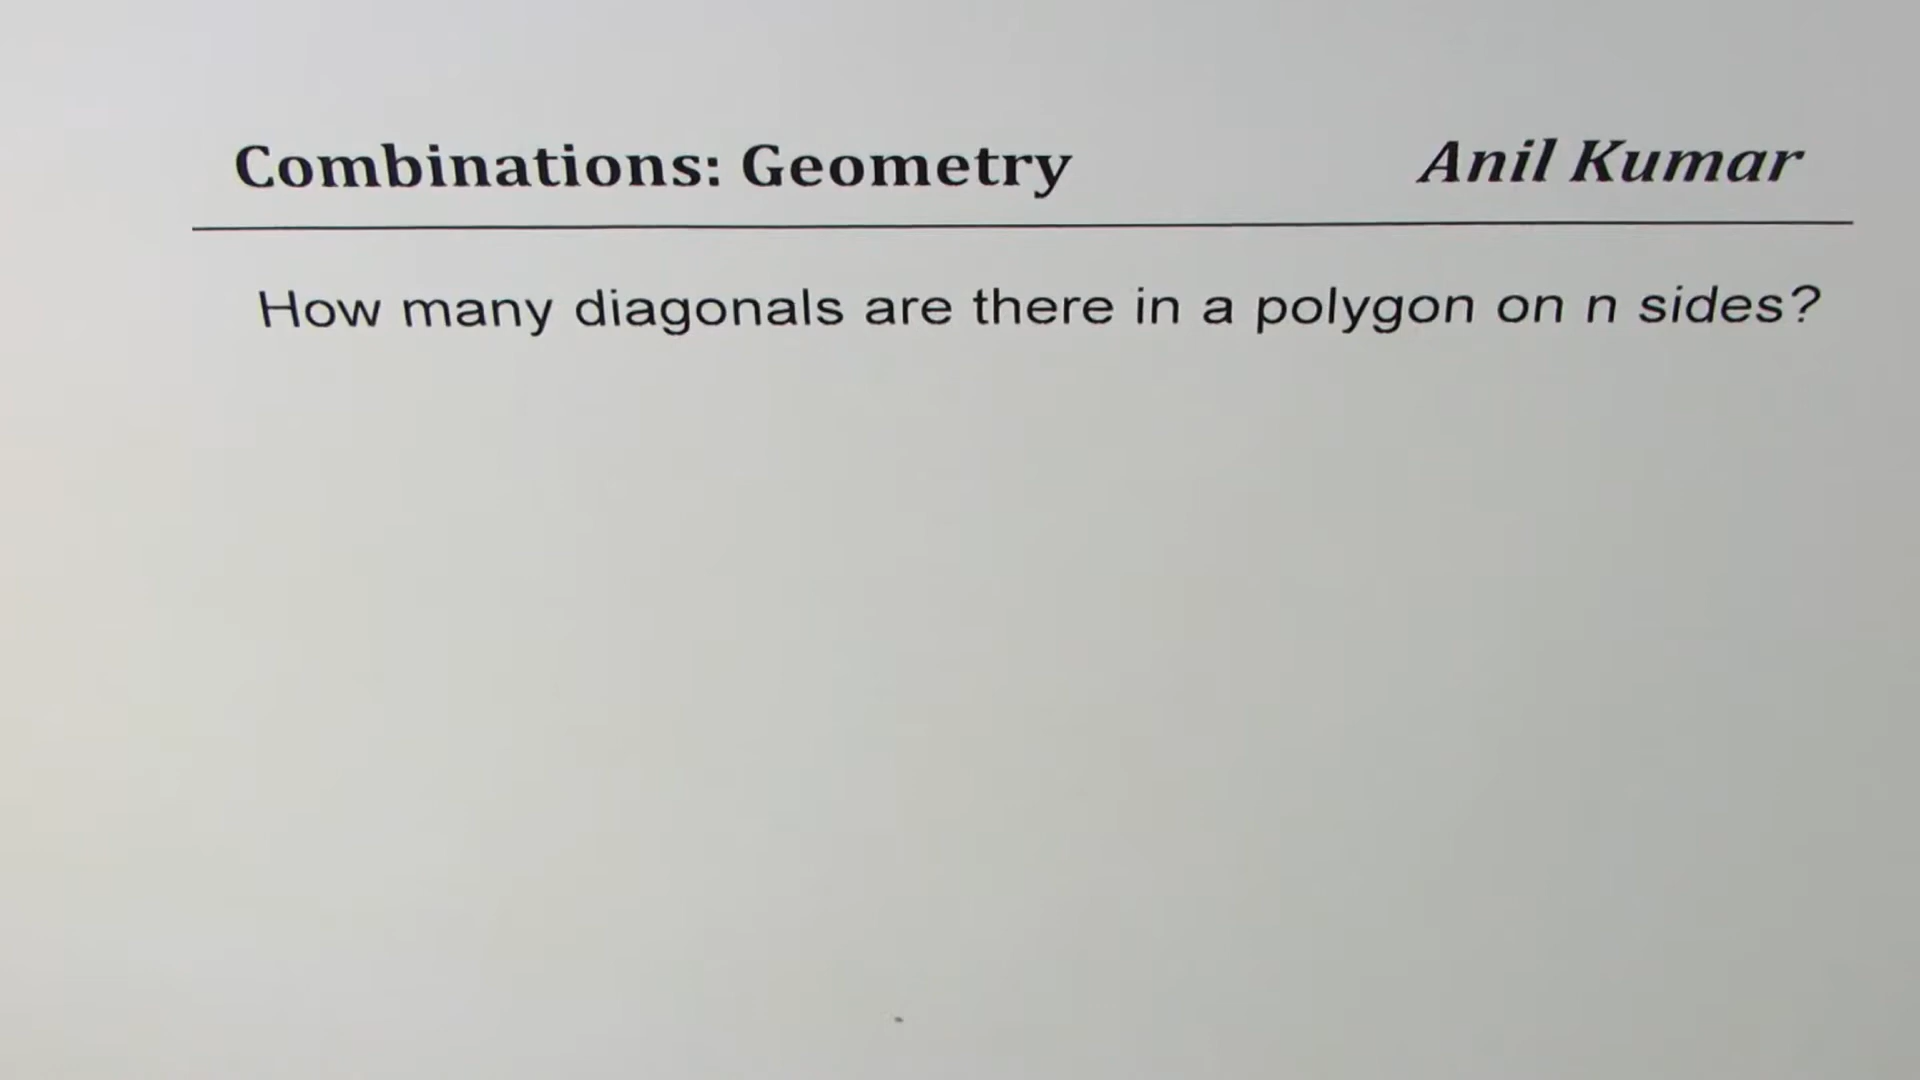 Combinations: Geometry Anil Kumar
How many diagonals are there in a polygon on n sides?